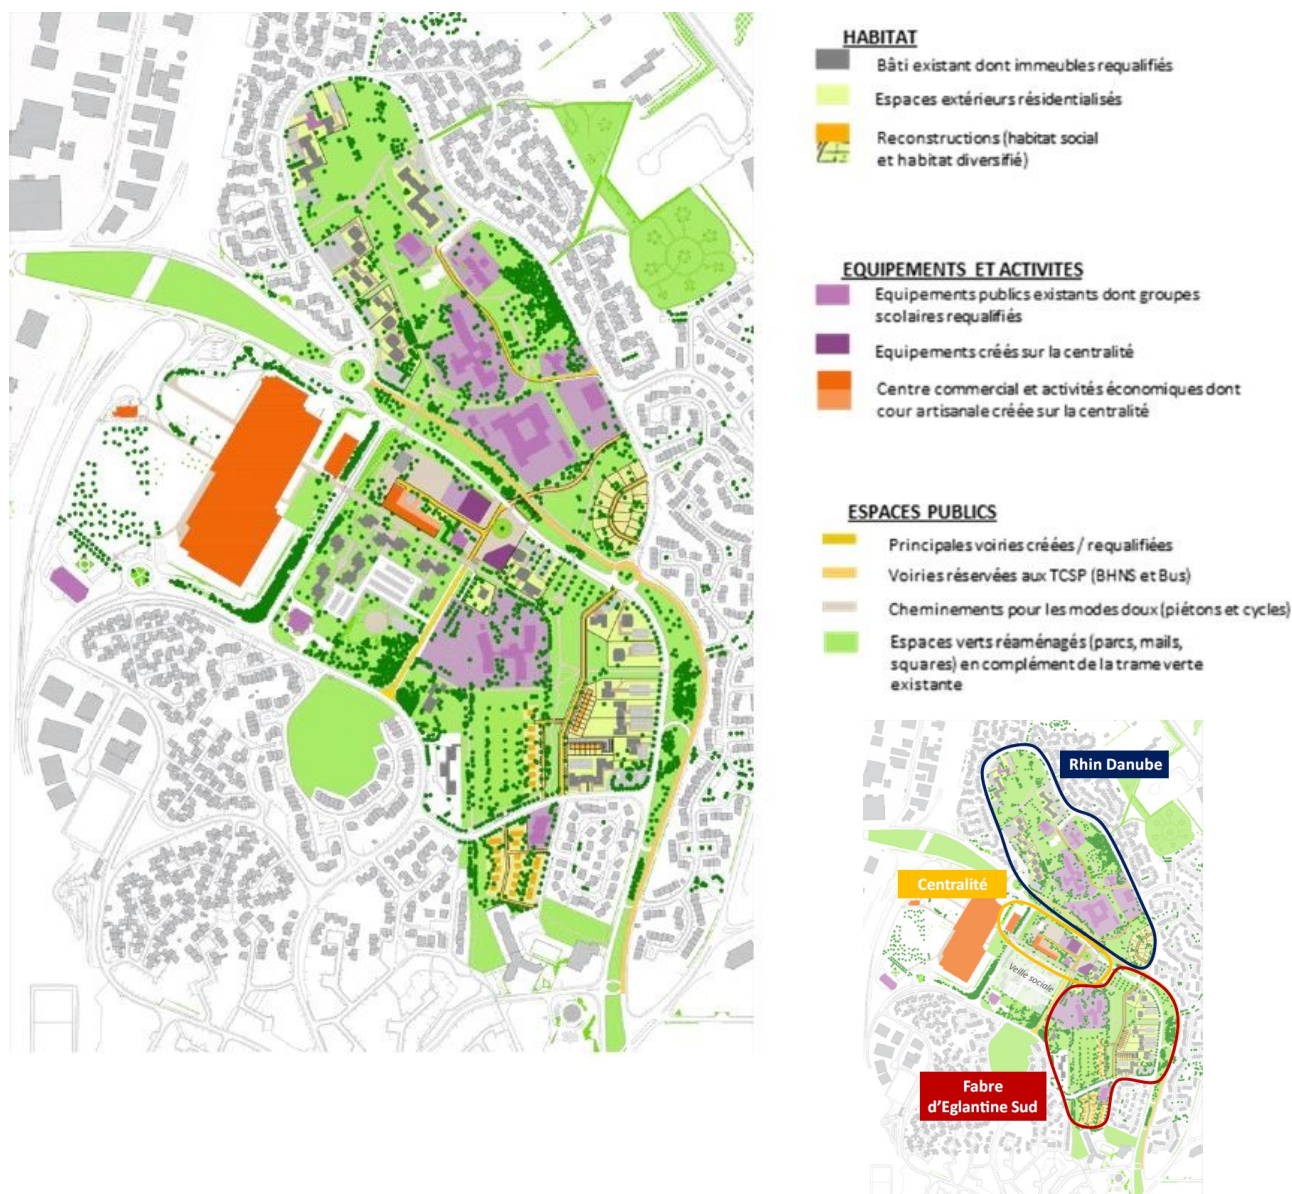 HABITAT
Bâti existant dont immeubles requalifiés
Espaces extérieurs résidentialisés
Reconstructions (habitat social
et habitat diversifié)
EQUIPEMENTS ET ACTIVITES
Equipements publics existants dont groupes
scolaires requalifiés
Equipements créés sur la centralité
Centre commercial et activités économiques dont
cour artisanale créée sur la centralité
ESPACES PUBLICS
Principales voiries créées / requalifiées
Voiries réservées aux TCSP (BHNS et Bus)
Cheminements pour les modes doux (piétons et cycles)
Espaces verts réaménagés (parcs, mails,
squares) en complément de la trame verte
existante
Rhin Danube
Centralité
Veille sociale
Fabre
d'Eglantine Sud